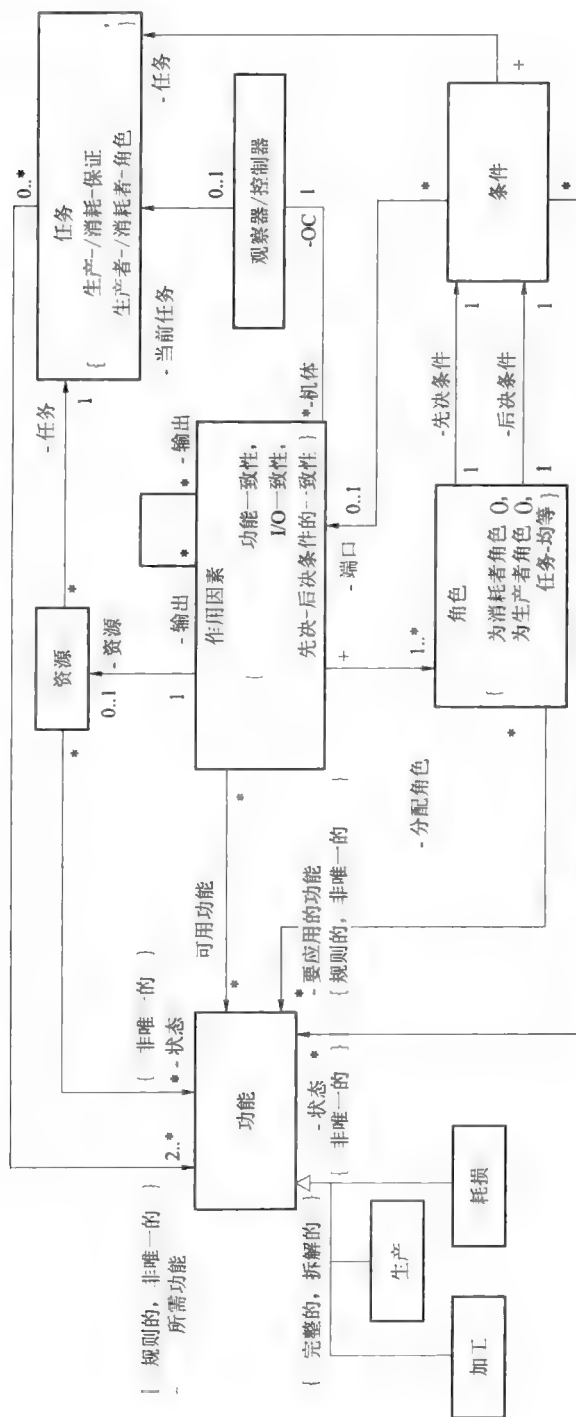 { 规则的，非唯一的 }
- 所需功能
2..*
0..*
任务
{ 生产-/消耗-保证
生产者-/消耗者-角色 }
- 任务
- 任务
1
*
资源
- 资源
0..1
1
*
{ 非唯一的 }
* - 状态
- 当前任务
0..1
观察器/控制器
1
-OC
*-机体
- 输出
*
*
- 输出
作用因素
{ 功能一致性，
I/O一致性，
先决-后决条件的一致性 }
可用功能
*
*
功能
- 端口
0..1
*
+
条件
*
+
1..*
- 分配角色
- 先决条件
1
1
- 后决条件
1
1
角色
{ 为消耗者角色 O,
为生产者角色 O,
任务-均等 }
*
* - 要应用的功能
{ 规则的，非唯一的 }
*
- 状态
{ 非唯一的 }
{ 完整的，拆解的 }
加工
生产
耗损